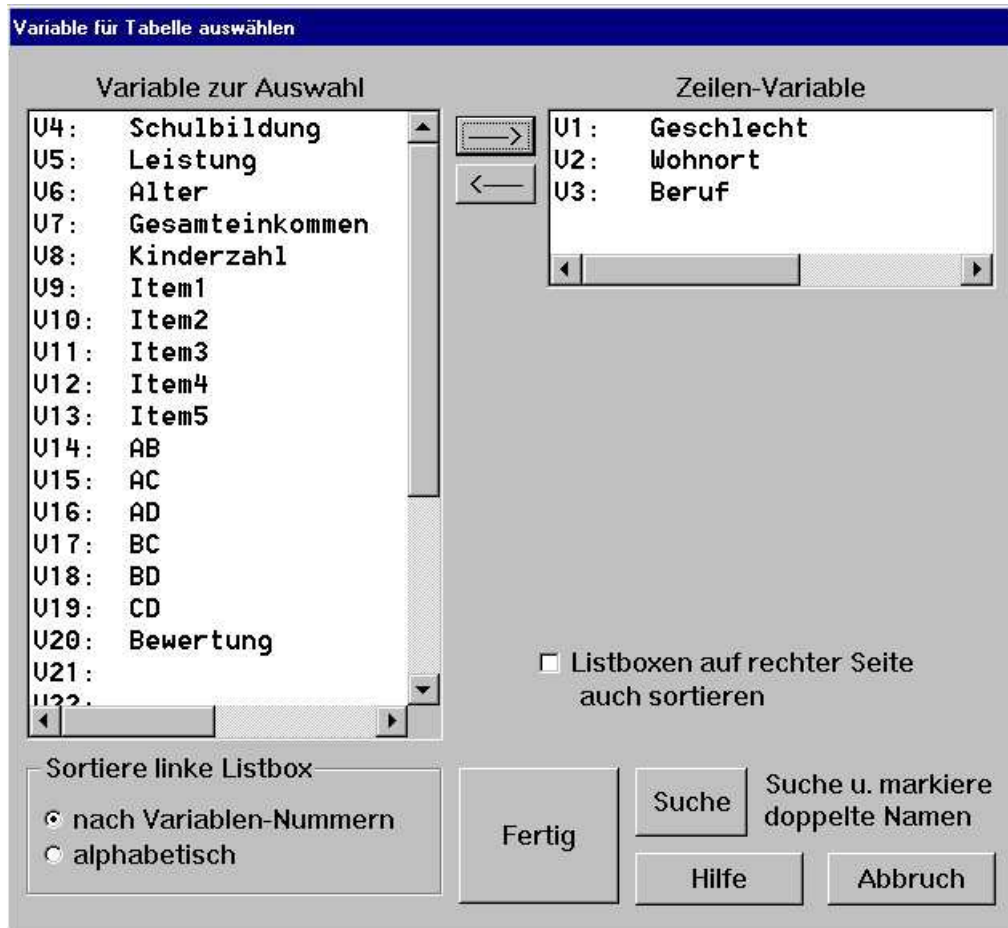 Variable für Tabelle auswählen
Variable zur Auswahl
V4: Schulbildung
V5: Leistung
V6: Alter
V7: Gesamteinkommen
V8: Kinderzahl
V9: Item1
V10: Item2
V11: Item3
V12: Item4
V13: Item5
V14: AB
V15: AC
V16: AD
V17: BC
V18: BD
V19: CD
V20: Bewertung
V21:
V22:
Zeilen-Variable
V1: Geschlecht
V2: Wohnort
V3: Beruf
Listboxen auf rechter Seite
auch sortieren
Sortiere linke Listbox
nach Variablen-Nummern
alphabetisch
Fertig
Suche
Suche u. markiere
doppelte Namen
Hilfe
Abbruch